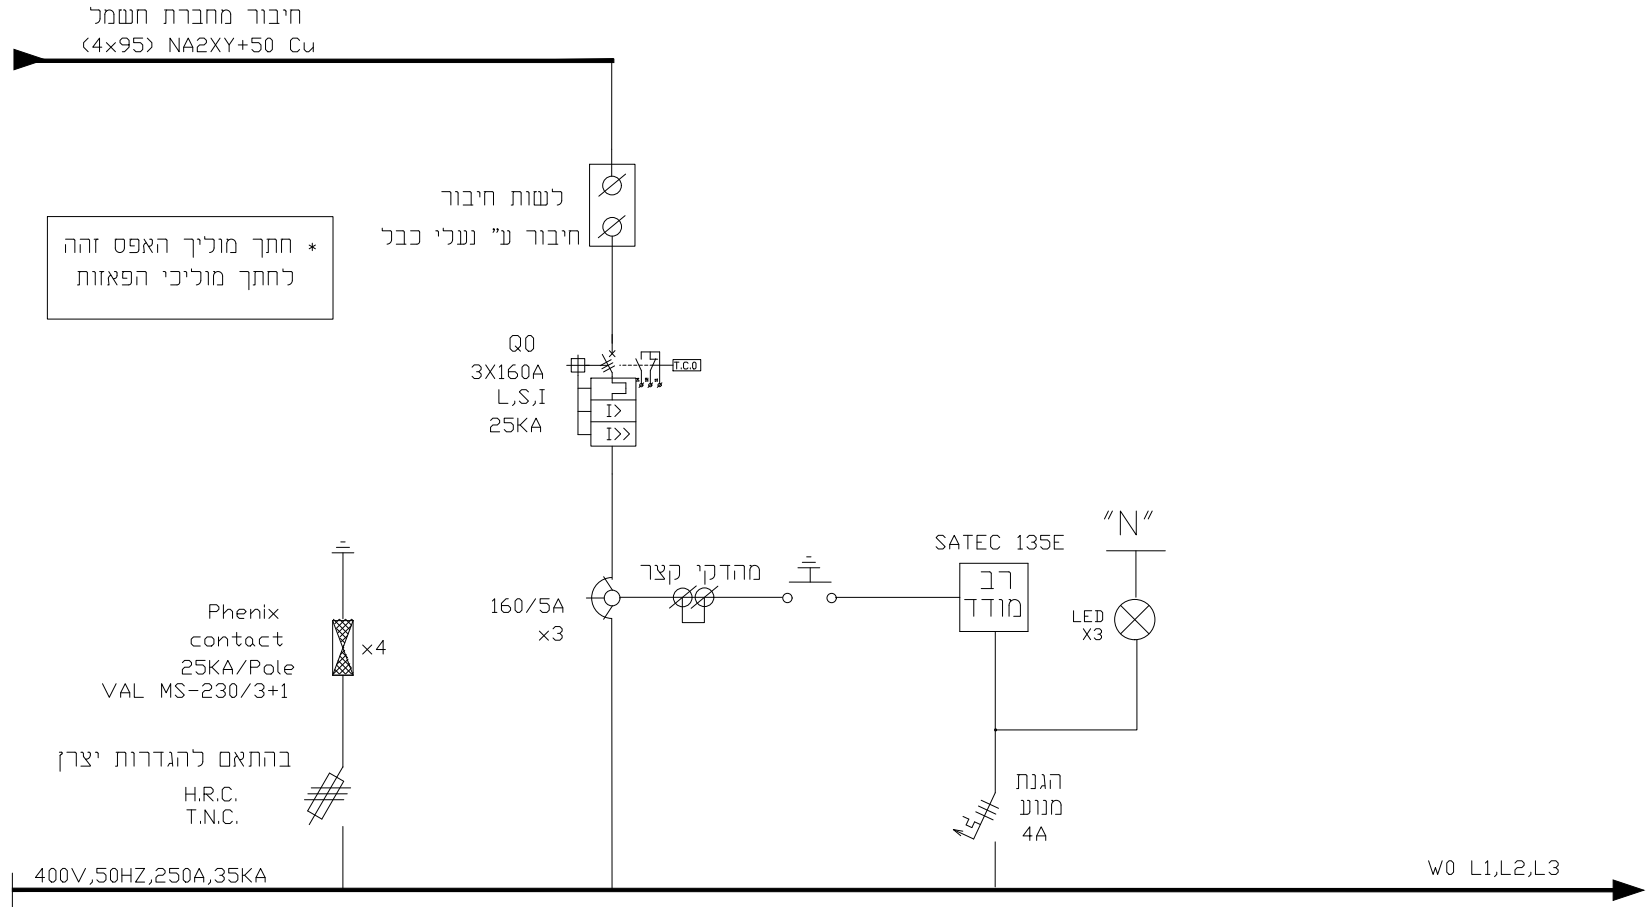 חיבור מחברת חשמל
(4x95) NA2XY+50 Cu
לשות חיבור
חיבור ע" נעלי כבל
* חתך מוליך האפס זהה
לחתך מוליכי הפאזות
Q0
3X160A
L,S,I
25KA
T.C.0
I>
I>>
"N"
SATEC 135E
רב
מודד
LED
X3
מהדקי קצר
160/5A
x3
Phenix
contact
25KA/Pole
VAL MS-230/3+1
x4
בהתאם להגדרות יצרן
H.R.C.
T.N.C.
הגנת
מנוע
4A
400V,50HZ,250A,35KA
W0 L1,L2,L3